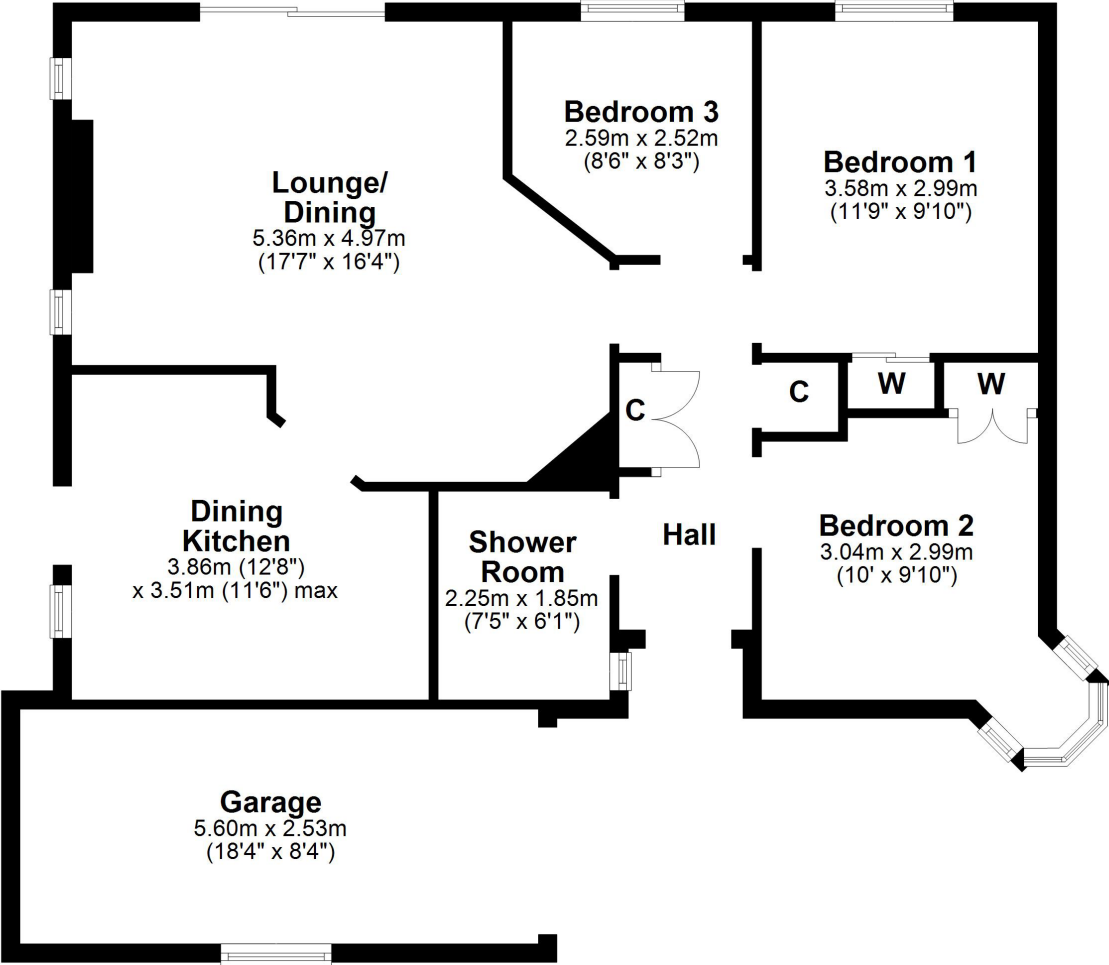 Bedroom 3
2.59m x 2.52m
(8'6" x 8'3")
Bedroom 1
3.58m x 2.99m
(11'9" x 9'10")
Lounge/
Dining
5.36m x 4.97m
(17'7" x 16'4")
C
W
W
C
Dining
Kitchen
3.86m (12'8")
x 3.51m (11'6") max
Shower
Room
2.25m x 1.85m
(7'5" x 6'1")
Hall
Bedroom 2
3.04m x 2.99m
(10' x 9'10")
Garage
5.60m x 2.53m
(18'4" x 8'4")